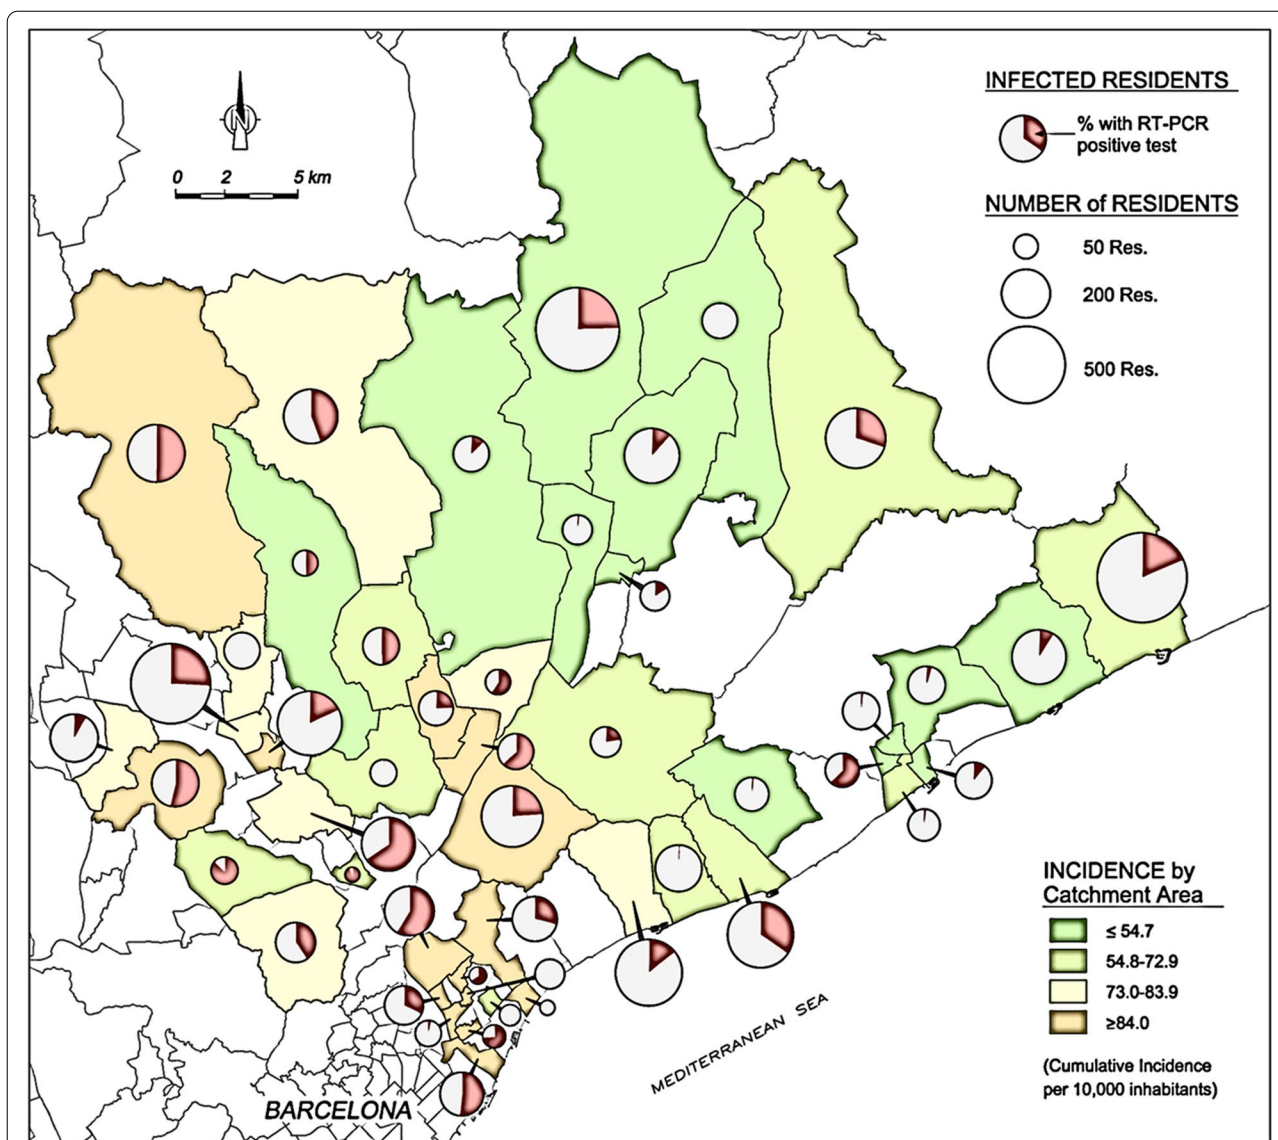 INFECTED RESIDENTS
% with RT-PCR
positive test
N
0 2 5 km
NUMBER of RESIDENTS
50 Res.
200 Res.
500 Res.
INCIDENCE by
Catchment Area
≤ 54.7
54.8-72.9
73.0-83.9
≥84.0
(Cumulative Incidence
per 10,000 inhabitants)
MEDITERRANEAN SEA
BARCELONA